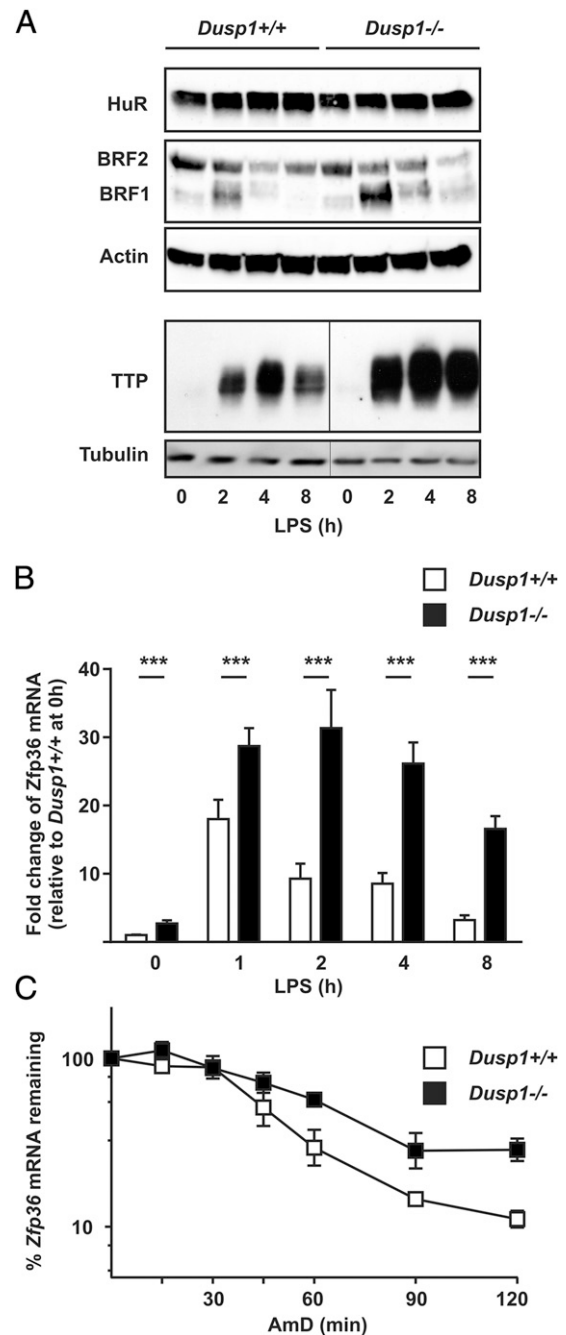 A
Dusp1+/+ Dusp1-/-
HuR
BRF2
BRF1
Actin
TTP
Tubulin
0 2 4 8 0 2 4 8
LPS (h)
B
Dusp1+/+
Dusp1-/-
Fold change of Zfp36 mRNA
(relative to Dusp1+/+ at 0h)
40
30
20
10
*** *** *** *** ***
0 1 2 4 8
LPS (h)
C
Dusp1+/+
Dusp1-/-
% Zfp36 mRNA remaining
100
10
30 60 90 120
AmD (min)